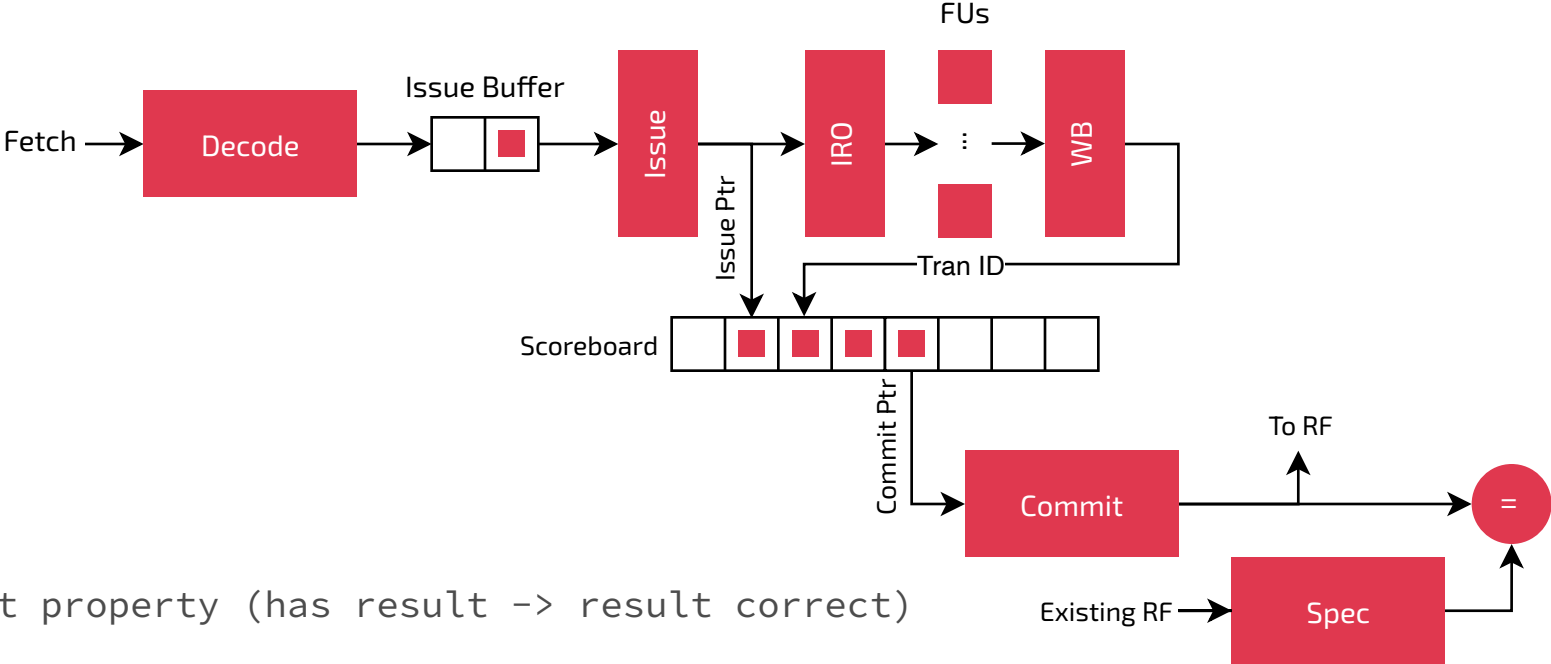 FUs
Issue Buffer
Fetch
Decode
Issue
IRO
...
WB
Issue Ptr
Tran ID
Scoreboard
Commit Ptr
To RF
Commit
=
t property (has result -> result correct)
Existing RF
Spec